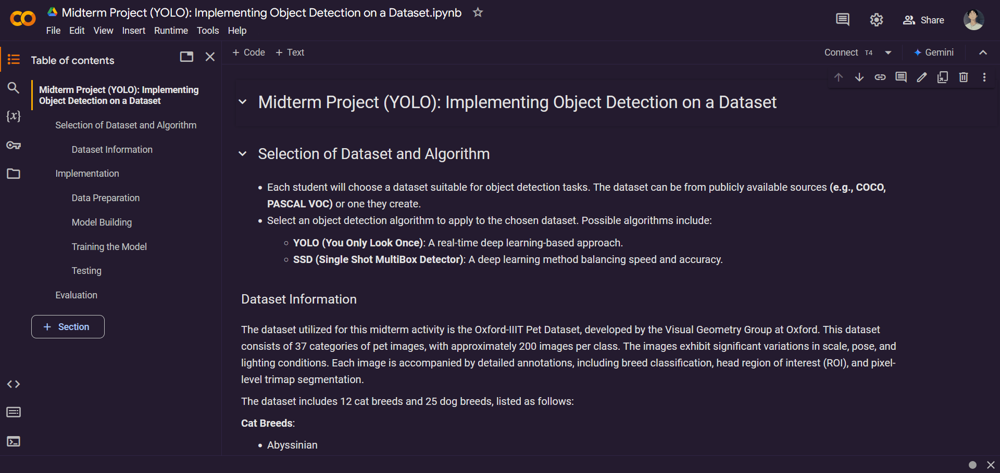 Midterm Project (YOLO): Implementing Object Detection on a Dataset.ipynb
File Edit View Insert Runtime Tools Help
Share
Table of contents
+ Code + Text
Connect T4
Gemini
Midterm Project (YOLO): Implementing
Object Detection on a Dataset
Selection of Dataset and Algorithm
Dataset Information
Implementation
Data Preparation
Model Building
Training the Model
Testing
Evaluation
+ Section
{x}
Midterm Project (YOLO): Implementing Object Detection on a Dataset
Selection of Dataset and Algorithm
• Each student will choose a dataset suitable for object detection tasks. The dataset can be from publicly available sources (e.g., COCO,
PASCAL VOC) or one they create.
• Select an object detection algorithm to apply to the chosen dataset. Possible algorithms include:
◦ YOLO (You Only Look Once): A real-time deep learning-based approach.
◦ SSD (Single Shot MultiBox Detector): A deep learning method balancing speed and accuracy.
Dataset Information
The dataset utilized for this midterm activity is the Oxford-IIIT Pet Dataset, developed by the Visual Geometry Group at Oxford. This dataset
consists of 37 categories of pet images, with approximately 200 images per class. The images exhibit significant variations in scale, pose, and
lighting conditions. Each image is accompanied by detailed annotations, including breed classification, head region of interest (ROI), and pixel-
level trimap segmentation.
The dataset includes 12 cat breeds and 25 dog breeds, listed as follows:
Cat Breeds:
• Abyssinian